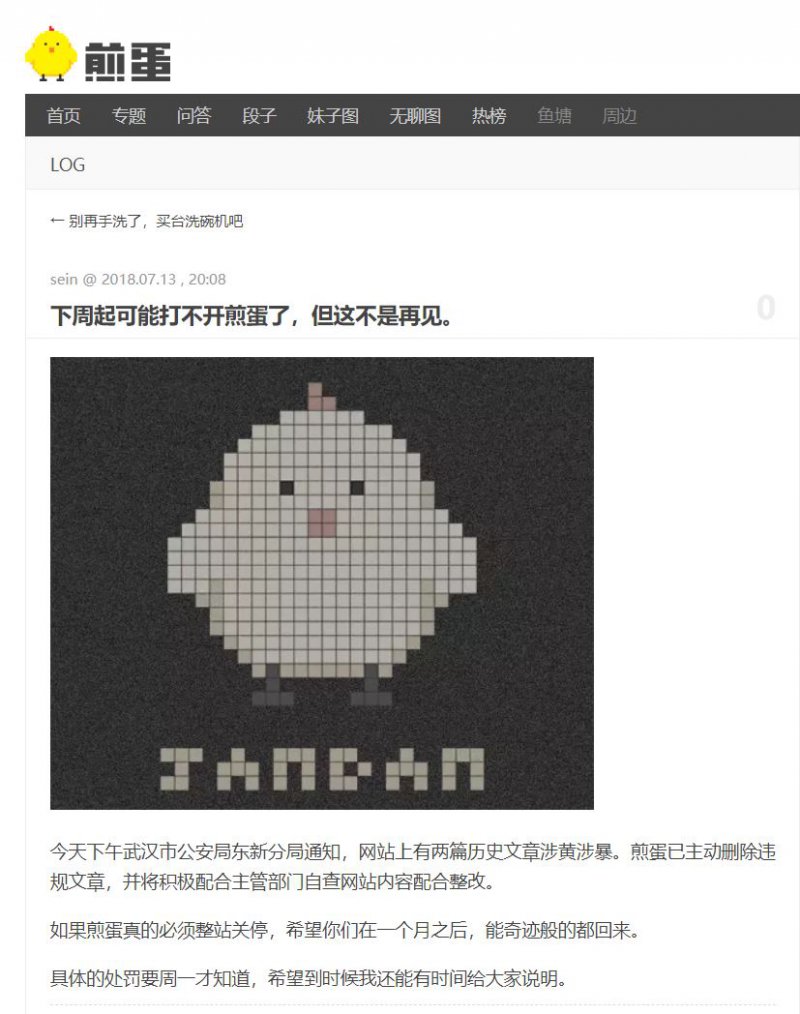 煎蛋
首页 专题 问答 段子 妹子图 无聊图 热榜 鱼塘 周边
LOG
← 别再手洗了，买台洗碗机吧
sein @ 2018.07.13 , 20:08
下周起可能打不开煎蛋了，但这不是再见。
0
JANDAN
今天下午武汉市公安局东新分局通知，网站上有两篇历史文章涉黄涉暴。煎蛋已主动删除违
规文章，并将积极配合主管部门自查网站内容配合整改。
如果煎蛋真的必须整站关停，希望你们在一个月之后，能奇迹般的都回来。
具体的处罚要周一才知道，希望到时候我还能有时间给大家说明。